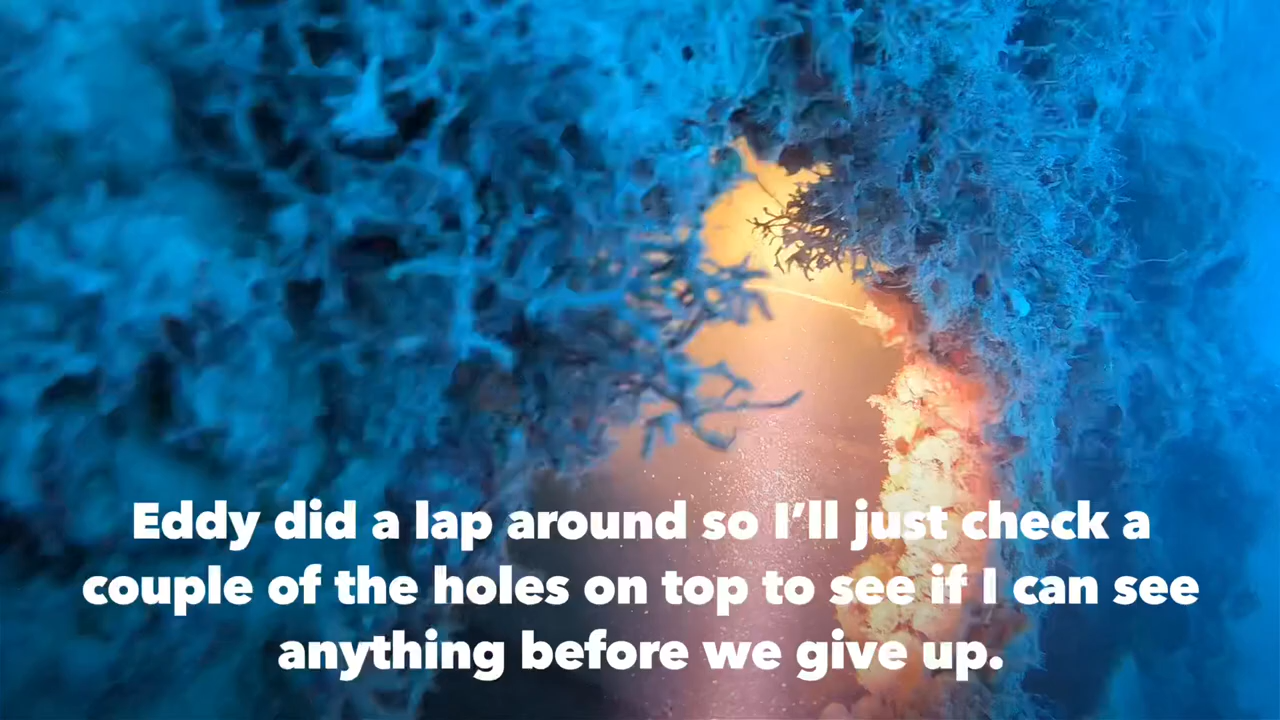 Eddy did a lap around so I’ll just check a
couple of the holes on top to see if I can see
anything before we give up.